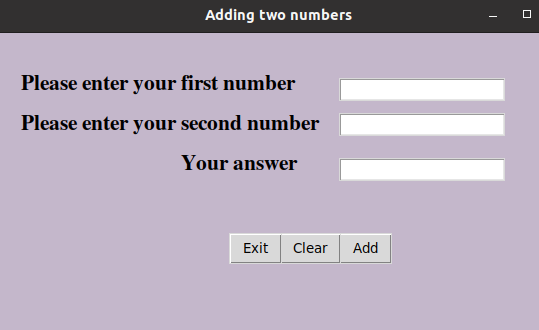 Adding two numbers
Please enter your first number
Please enter your second number
Your answer
Exit Clear Add